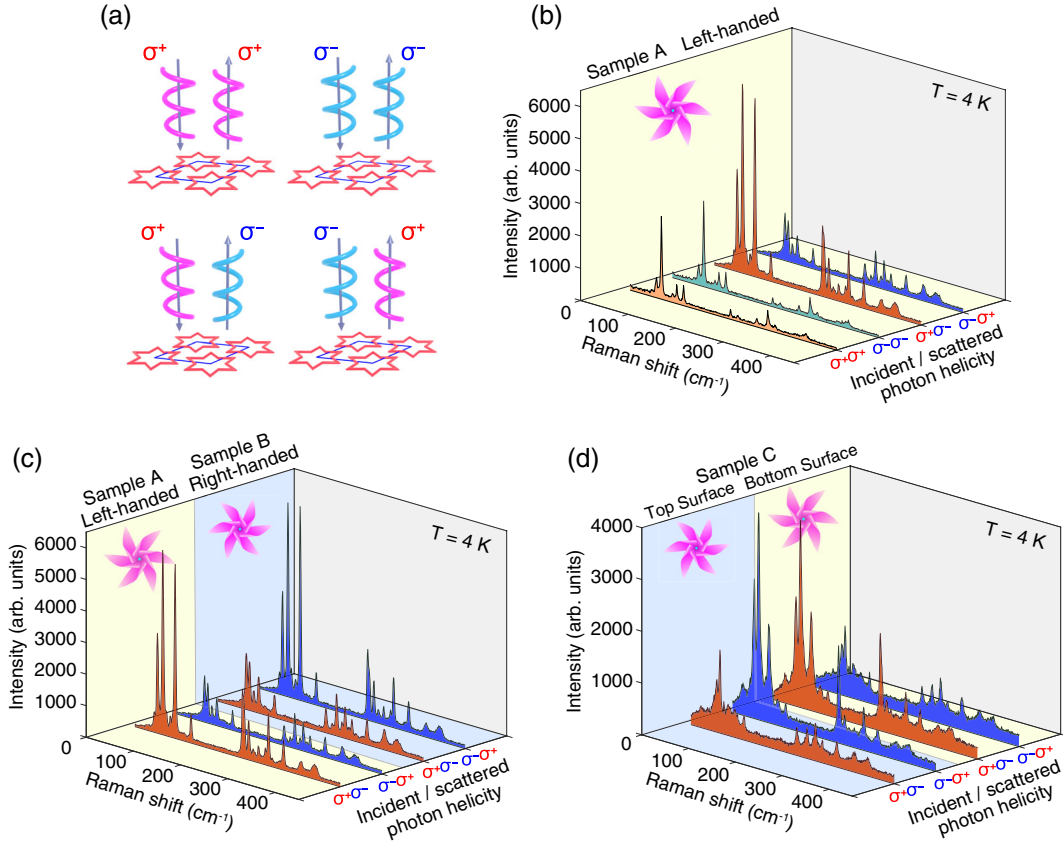 (a)
σ⁺ σ⁺ σ⁻ σ⁻
σ⁺ σ⁻ σ⁻ σ⁺
(b)
Sample A Left-handed
T = 4 K
Intensity (arb. units)
6000
5000
4000
3000
2000
1000
0
100
200
300
400
Raman shift (cm⁻¹)
σ⁺σ⁺ σ⁻σ⁻ σ⁺σ⁻ σ⁻σ⁺
Incident / scattered
photon helicity
(c)
Sample A
Left-handed
Sample B
Right-handed
T = 4 K
Intensity (arb. units)
6000
5000
4000
3000
2000
1000
0
100
200
300
400
Raman shift (cm⁻¹)
σ⁺σ⁻ σ⁻σ⁺ σ⁺σ⁻ σ⁻σ⁺
Incident / scattered
photon helicity
(d)
Sample C
Top Surface Bottom Surface
T = 4 K
Intensity (arb. units)
4000
3000
2000
1000
0
100
200
300
400
Raman shift (cm⁻¹)
σ⁺σ⁻ σ⁻σ⁺ σ⁺σ⁻ σ⁻σ⁺
Incident / scattered
photon helicity